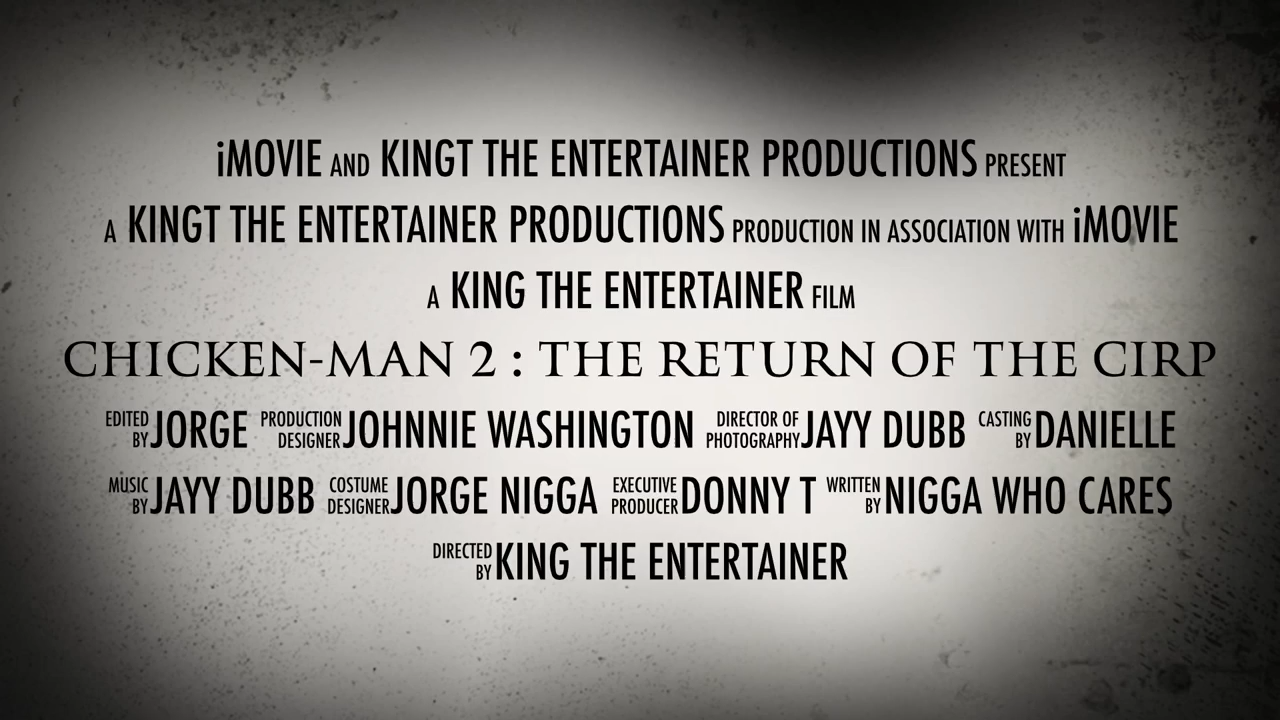 iMOVIE AND KINGT THE ENTERTAINER PRODUCTIONS PRESENT
A KINGT THE ENTERTAINER PRODUCTIONS PRODUCTION IN ASSOCIATION WITH iMOVIE
A KING THE ENTERTAINER FILM
CHICKEN-MAN 2 : THE RETURN OF THE CIRP
EDITED BY JORGE PRODUCTION DESIGNER JOHNNIE WASHINGTON DIRECTOR OF PHOTOGRAPHY JAYY DUBB CASTING BY DANIELLE
MUSIC BY JAYY DUBB COSTUME DESIGNER JORGE NIGGA EXECUTIVE PRODUCER DONNY T WRITTEN BY NIGGA WHO CARES
DIRECTED BY KING THE ENTERTAINER